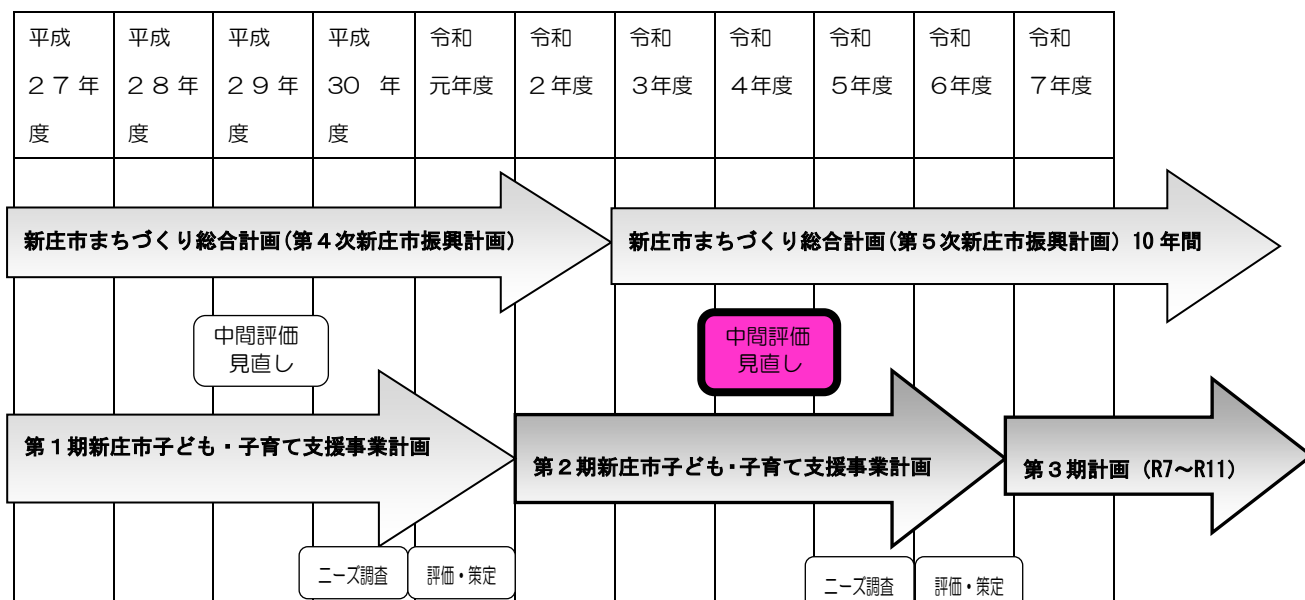 平成
２７年
度
平成
２８年
度
平成
２９年
度
平成
30 年
度
令和
元年度
令和
２年度
令和
３年度
令和
４年度
令和
５年度
令和
６年度
令和
７年度
新庄市まちづくり総合計画(第４次新庄市振興計画)
新庄市まちづくり総合計画(第５次新庄市振興計画) 10 年間
中間評価
見直し
中間評価
見直し
第１期新庄市子ども・子育て支援事業計画
第２期新庄市子ども・子育て支援事業計画
第３期計画 (R7～R11)
ニーズ調査
評価・策定
ニーズ調査
評価・策定